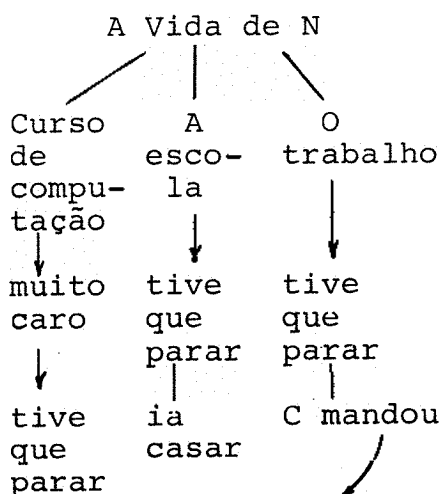 A Vida de N
Curso
de
compu-
tação
muito
caro
tive
que
parar
A
esco-
la
tive
que
parar
ia
casar
O
trabalho
tive
que
parar
C mandou